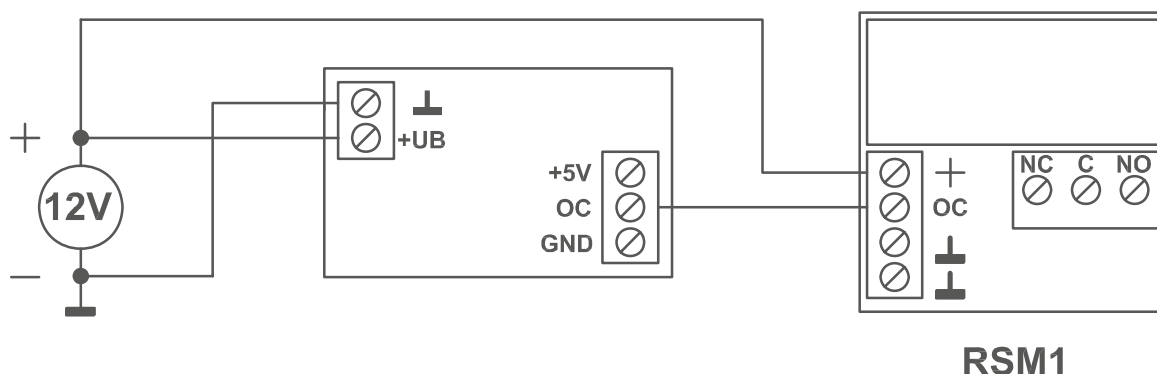 +
12V
−
+UB
+5V
OC
GND
+
OC
NC C NO
RSM1